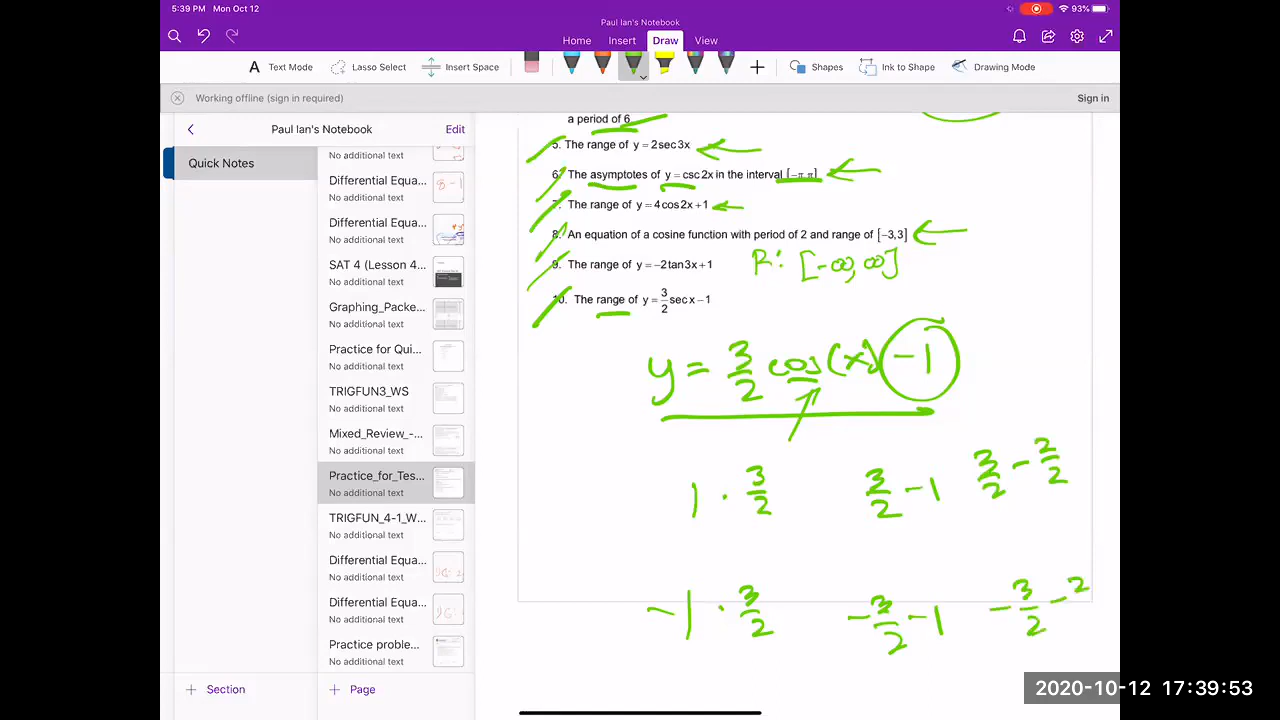 5:39 PM Mon Oct 12
93%
Paul Ian's Notebook
Home Insert Draw View
Text Mode Lasso Select Insert Space Shapes Ink to Shape Drawing Mode
Working offline (sign in required) Sign in
Paul Ian's Notebook Edit
Quick Notes
No additional text
Differential Equa...
No additional text
Differential Equa...
No additional text
SAT 2 (Lesson 4...
No additional text
Graphing_Packe...
No additional text
Practice for Qui...
No additional text
TRIGFUN3_WS
No additional text
Mixed_Review_-...
No additional text
Practice_for_Tes...
No additional text
TRIGFUN_4-1_W...
No additional text
Differential Equa...
No additional text
Differential Equa...
No additional text
Practice proble...
No additional text
+ Section + Page
a period of 6
5. The range of y = 2sec3x
6. The asymptotes of y = csc2x in the interval [−π,π]
7. The range of y = 4cos2x + 1
8. An equation of a cosine function with period of 2 and range of [−3,3]
9. The range of y = −2tan3x + 1
R: [-∞, ∞]
10. The range of y = 3/2 secx − 1
y = 3/2 cos(x) - 1
1 · 3/2 3/2 - 1 3/2 - 2/2
-1 · 3/2 -3/2 - 1 -3/2 - 2
2020-10-12 17:39:53